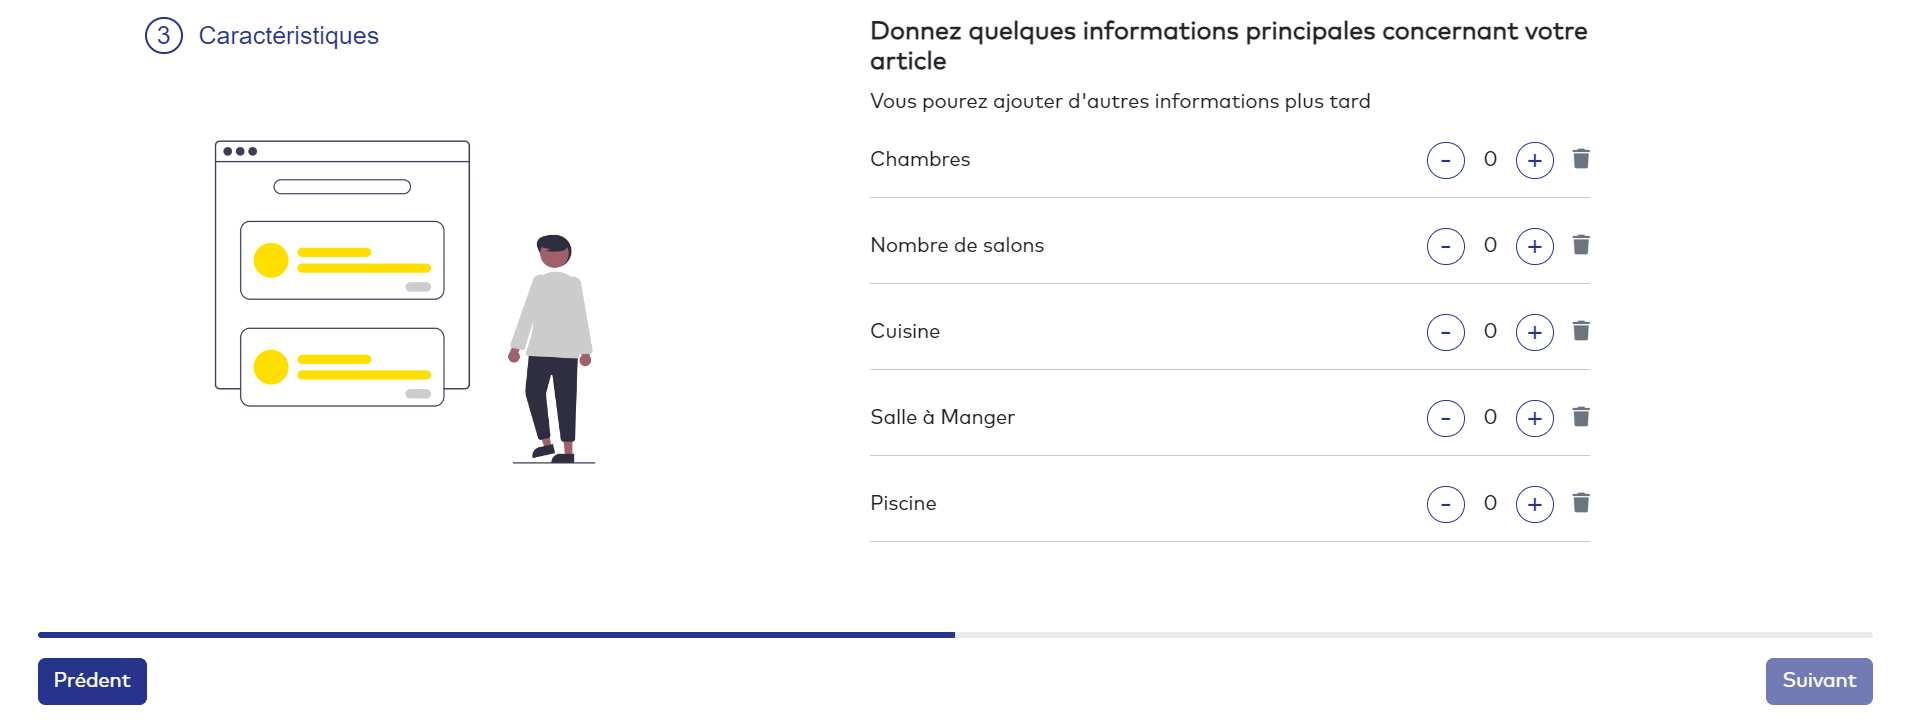 3 Caractéristiques
Donnez quelques informations principales concernant votre
article
Vous pourez ajouter d'autres informations plus tard
Chambres - 0 +
Nombre de salons - 0 +
Cuisine - 0 +
Salle à Manger - 0 +
Piscine - 0 +
Prédent
Suivant